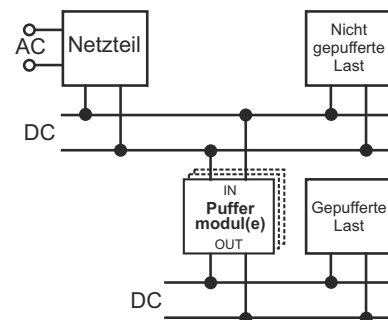 AC
Netzteil
Nicht
gepufferte
Last
DC
IN
Puffer
modul(e)
OUT
Gepufferte
Last
DC